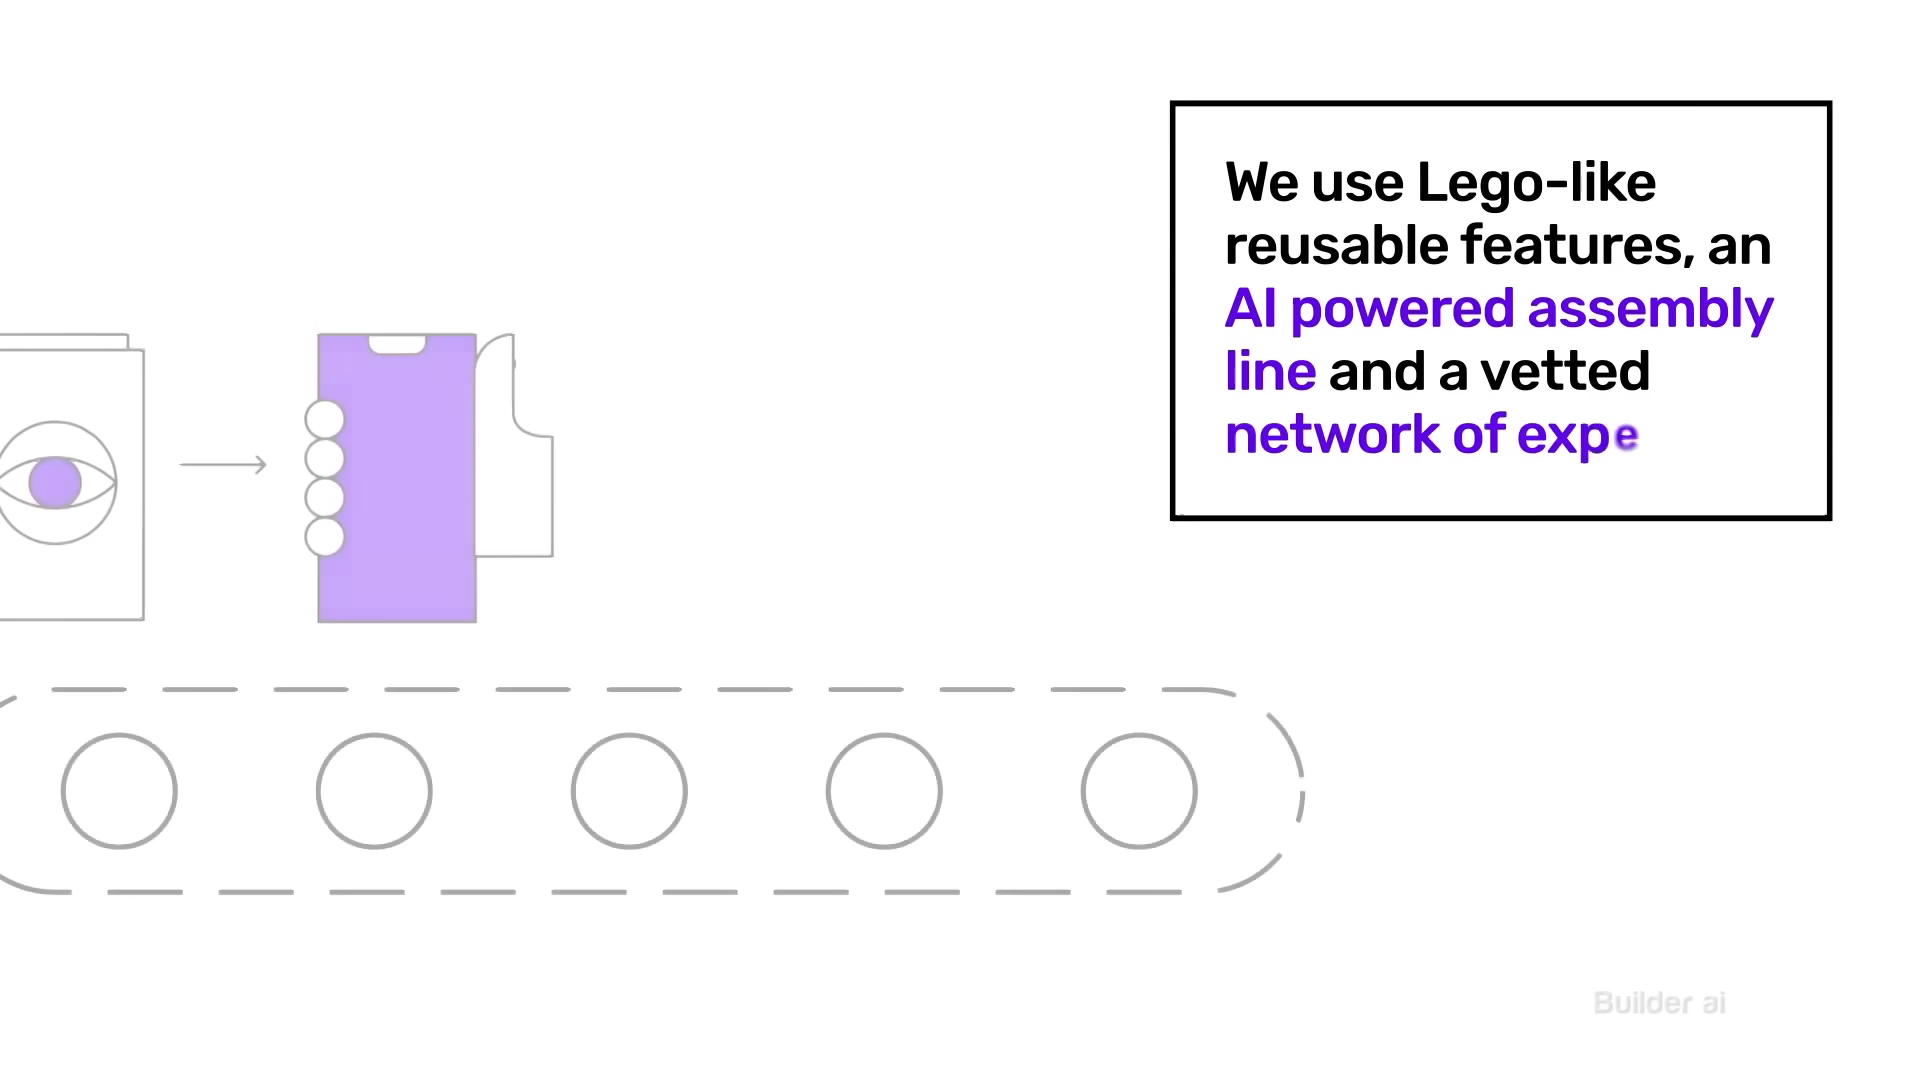 We use Lego-like
reusable features, an
AI powered assembly
line and a vetted
network of expe
Builder ai